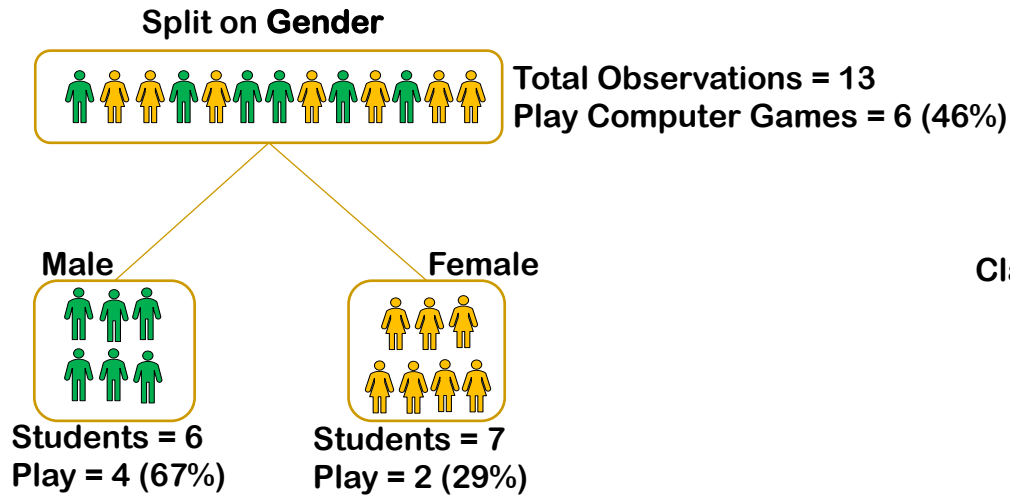 Split on Gender
Total Observations = 13
Play Computer Games = 6 (46%)
Male
Female
Students = 6
Play = 4 (67%)
Students = 7
Play = 2 (29%)